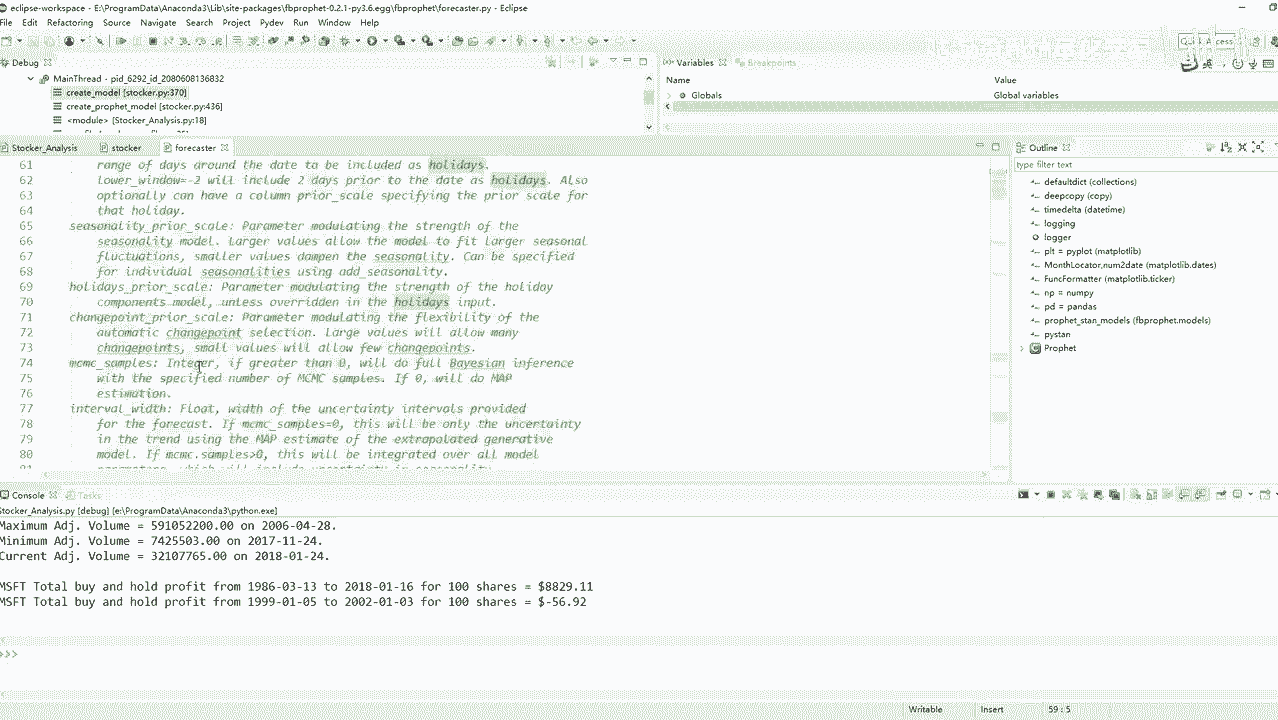 eclipse-workspace - E:\ProgramData\Anaconda3\Lib\site-packages\fbprophet-0.2.1-py3.6.egg\fbprophet\forecaster.py - Eclipse
File Edit Refactoring Source Navigate Search Project Pydev Run Window Help
Debug
MainThread - pid_6292_id_2080608136832
create_model [stocker.py:370]
create_prophet_model [stocker.py:436]
<module> [Stocker_Analysis.py:18]
Variables Breakpoints
Name Value
Globals Global variables
Stocker_Analysis stocker forecaster
61 range of days around the date to be included as holidays.
62 lower_window=-2 will include 2 days prior to the date as holidays. Also
63 optionally can have a column prior_scale specifying the prior scale for
64 that holiday.
65 seasonality_prior_scale: Parameter modulating the strength of the
66 seasonality model. Larger values allow the model to fit larger seasonal
67 fluctuations, smaller values dampen the seasonality. Can be specified
68 for individual seasonalities using add_seasonality.
69 holidays_prior_scale: Parameter modulating the strength of the holiday
70 components model, unless overridden in the holidays input.
71 changepoint_prior_scale: Parameter modulating the flexibility of the
72 automatic changepoint selection. Large values will allow many
73 changepoints, small values will allow few changepoints.
74 mcmc_samples: Integer, if greater than 0, will do full Bayesian inference
75 with the specified number of MCMC samples. If 0, will do MAP
76 estimation.
77 interval_width: Float, width of the uncertainty intervals provided
78 for the forecast. If mcmc_samples=0, this will be only the uncertainty
79 in the trend using the MAP estimate of the extrapolated generative
80 model. If mcmc.samples>0, this will be integrated over all model
Outline
type filter text
defaultdict (collections)
deepcopy (copy)
timedelta (datetime)
logging
logger
plt = pyplot (matplotlib)
MonthLocator,num2date (matplotlib.dates)
FuncFormatter (matplotlib.ticker)
np = numpy
pd = pandas
prophet_stan_models (fbprophet.models)
pystan
Prophet
Console Tasks
Stocker_Analysis.py [debug] [e:\ProgramData\Anaconda3\python.exe]
Maximum Adj. Volume = 591052200.00 on 2006-04-28.
Minimum Adj. Volume = 7425503.00 on 2017-11-24.
Current Adj. Volume = 32107765.00 on 2018-01-24.
MSFT Total buy and hold profit from 1986-03-13 to 2018-01-16 for 100 shares = $8829.11
MSFT Total buy and hold profit from 1999-01-05 to 2002-01-03 for 100 shares = $-56.92
>>>
Writable Insert 59 : 5